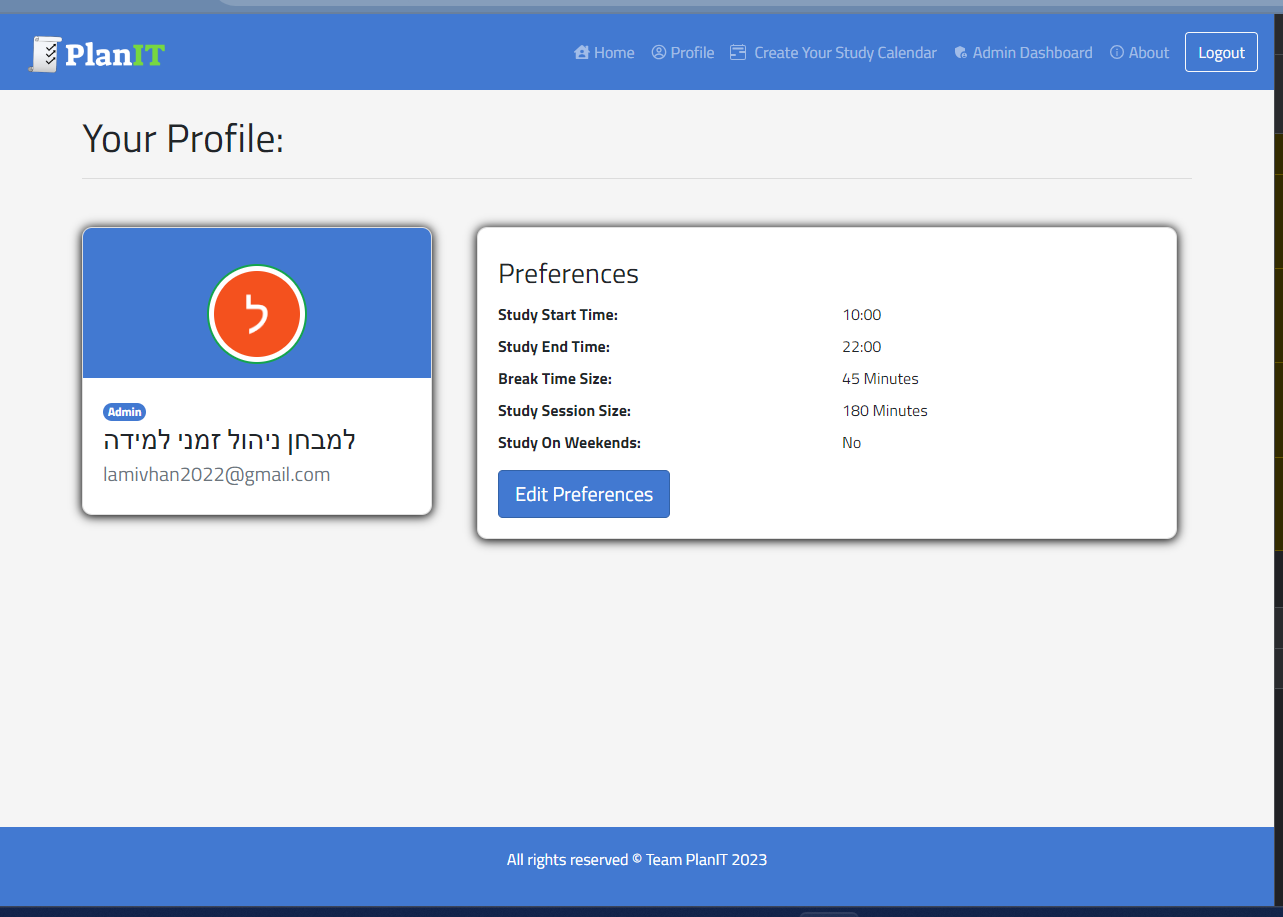 PlanIT
Home Profile Create Your Study Calendar Admin Dashboard About Logout
Your Profile:
ל
Admin
למבחן ניהול זמני למידה
lamivhan2022@gmail.com
Preferences
Study Start Time: 10:00
Study End Time: 22:00
Break Time Size: 45 Minutes
Study Session Size: 180 Minutes
Study On Weekends: No
Edit Preferences
All rights reserved © Team PlanIT 2023